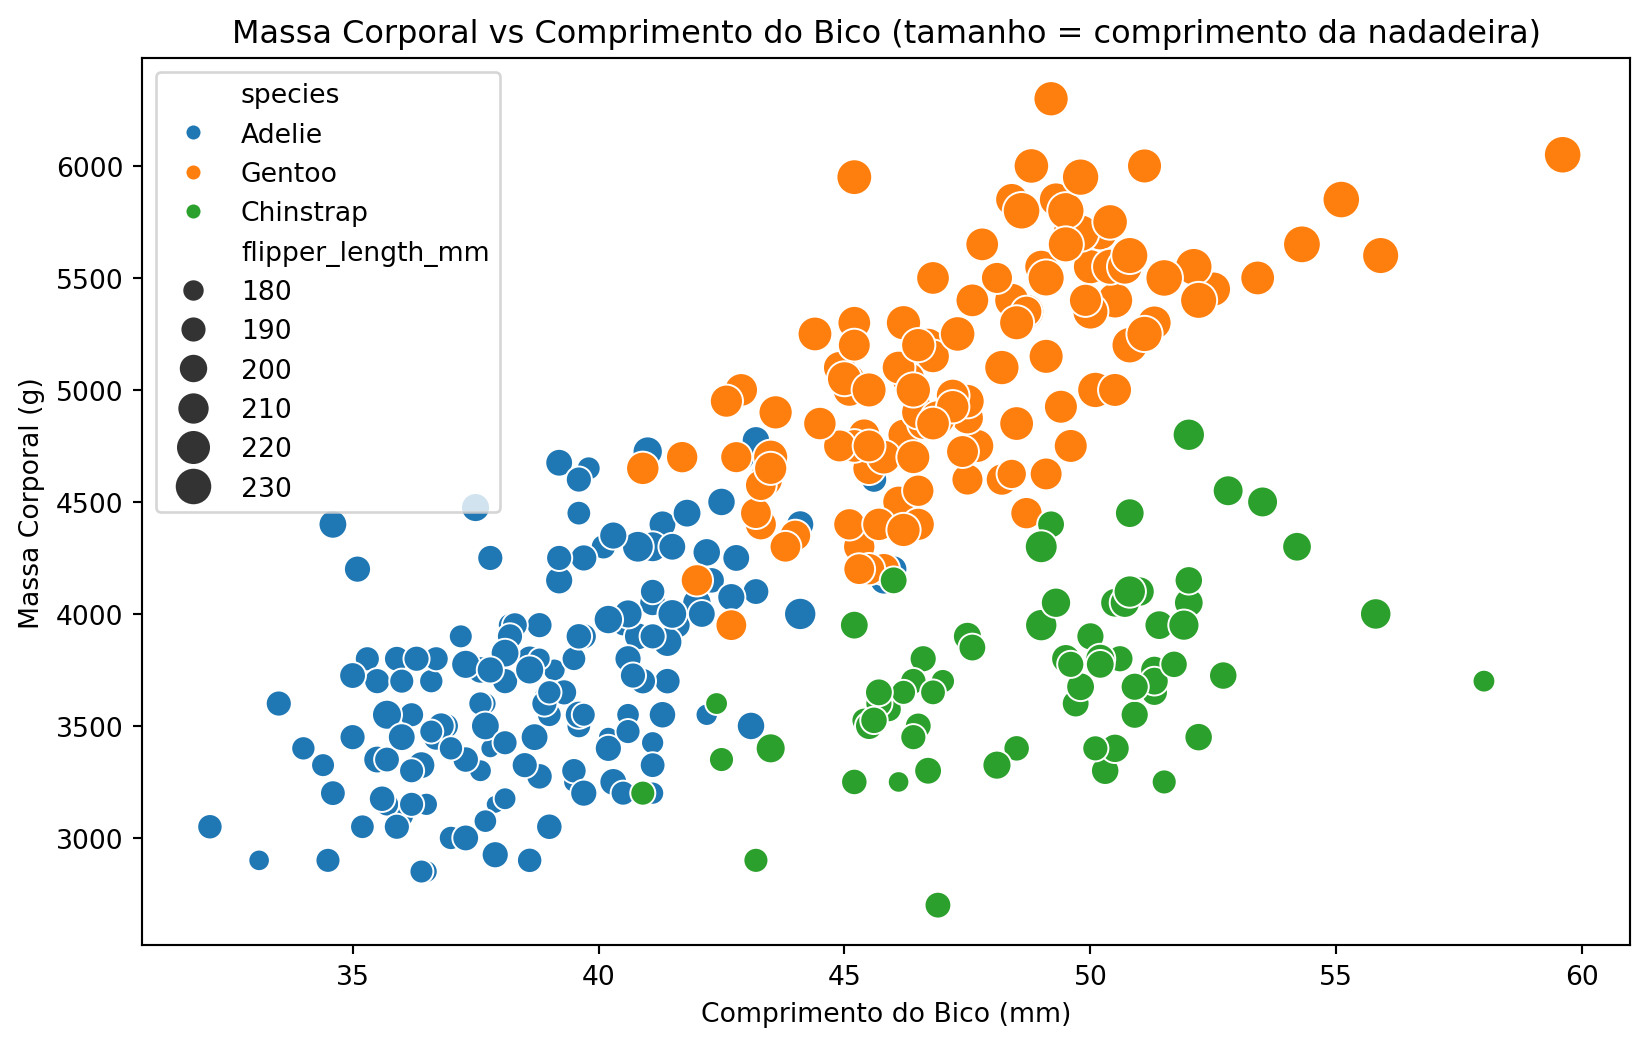 Massa Corporal vs Comprimento do Bico (tamanho = comprimento da nadadeira)
species
Adelie
Gentoo
Chinstrap
flipper_length_mm
180
190
200
210
220
230
Massa Corporal (g)
6000
5500
5000
4500
4000
3500
3000
35 40 45 50 55 60
Comprimento do Bico (mm)